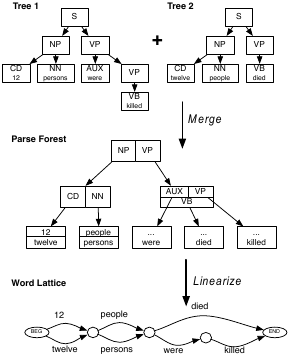 Tree 1
Tree 2
S
S
+
NP
VP
NP
VP
CD
12
NN
persons
AUX
were
VP
CD
twelve
NN
people
VB
died
VB
killed
Merge
Parse Forest
NP VP
CD NN
AUX VP
VB
12
twelve
people
persons
...
were
...
died
...
killed
Linearize
Word Lattice
12
people
died
BEG
END
twelve
persons
were
killed